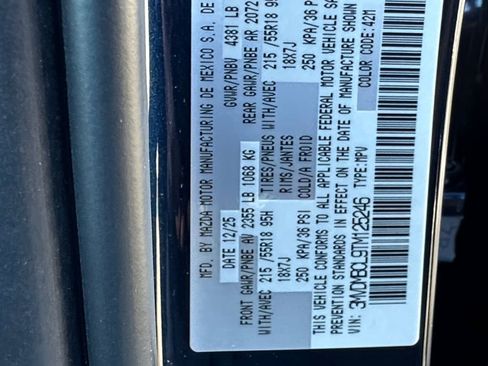 MFD. BY MAZDA MOTOR MANUFACTURING DE MEXICO S.A. DE
DATE 12/25 GVWR/PNBV 4381 LB
FRONT GAWR/PNBE AV 2355 LB 1068 KG REAR GAWR/PNBE AR 2072
WITH/AVEC 215 /55R18 95H TIRES/PNEUS WITH/AVEC 215 /55R18 95
18X7J RIMS/JANTES 18X7J
250 KPA/36 PSI COLD/A FROID 250 KPA/36 P
THIS VEHICLE CONFORMS TO ALL APPLICABLE FEDERAL MOTOR VEHICLE SA
PREVENTION STANDARDS IN EFFECT ON THE DATE OF MANUFACTURE SHOWN
VIN: 3MVDMBCL9TM125246 TYPE: MPV COLOR CODE: 42M